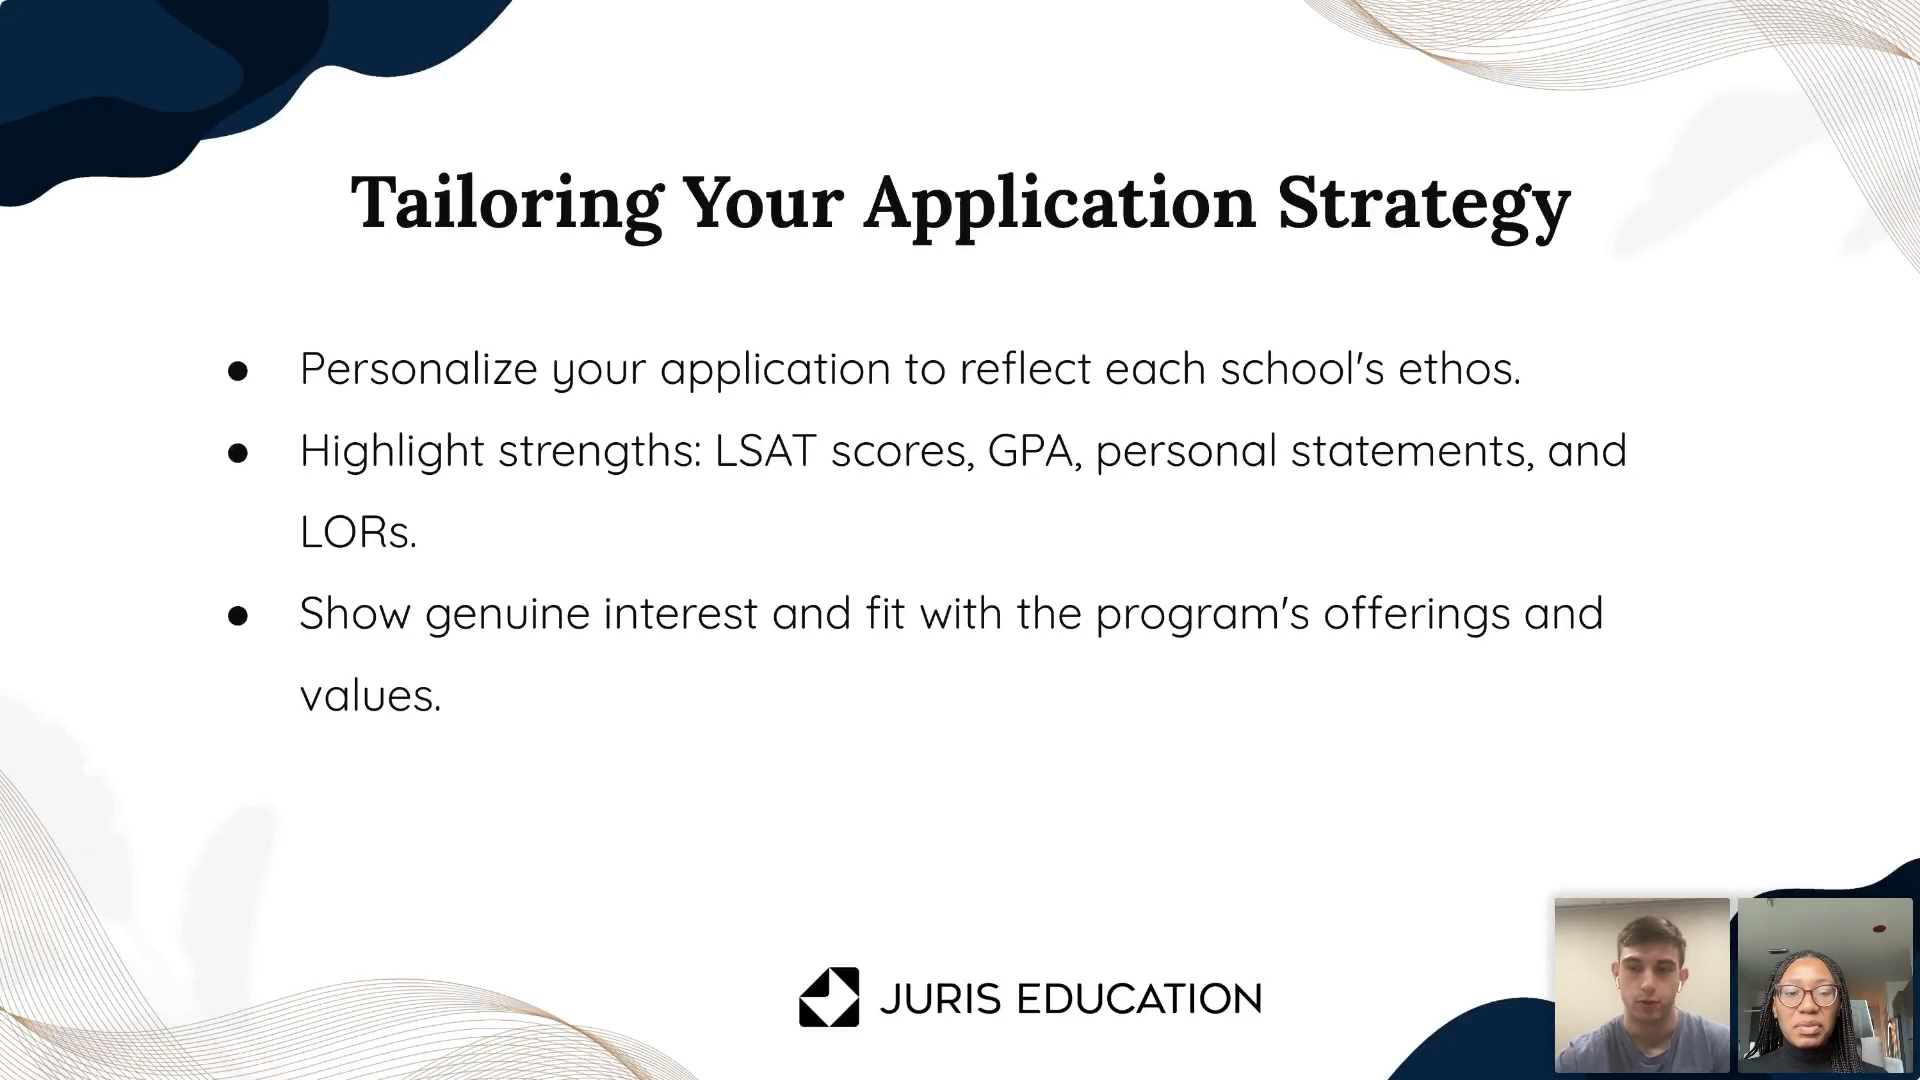 Tailoring Your Application Strategy
● Personalize your application to reflect each school's ethos.
● Highlight strengths: LSAT scores, GPA, personal statements, and
LORs.
● Show genuine interest and fit with the program's offerings and
values.
JURIS EDUCATION